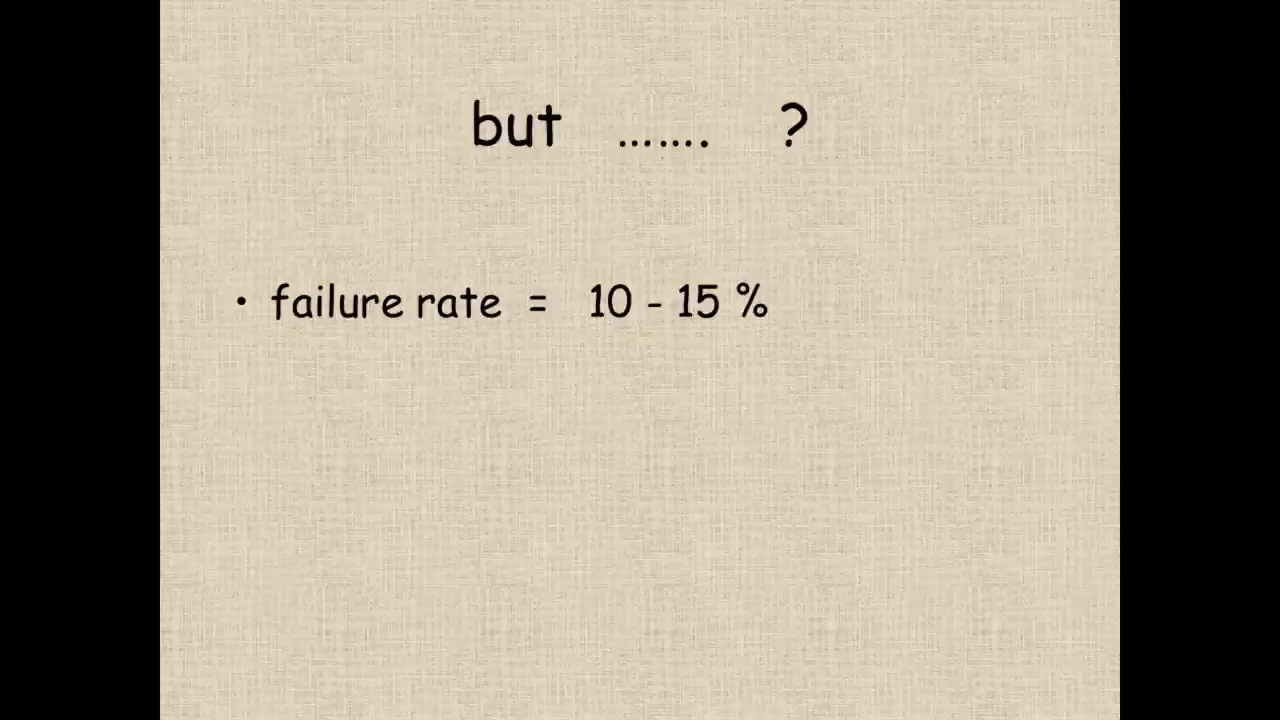 but ……. ?
• failure rate = 10 - 15 %